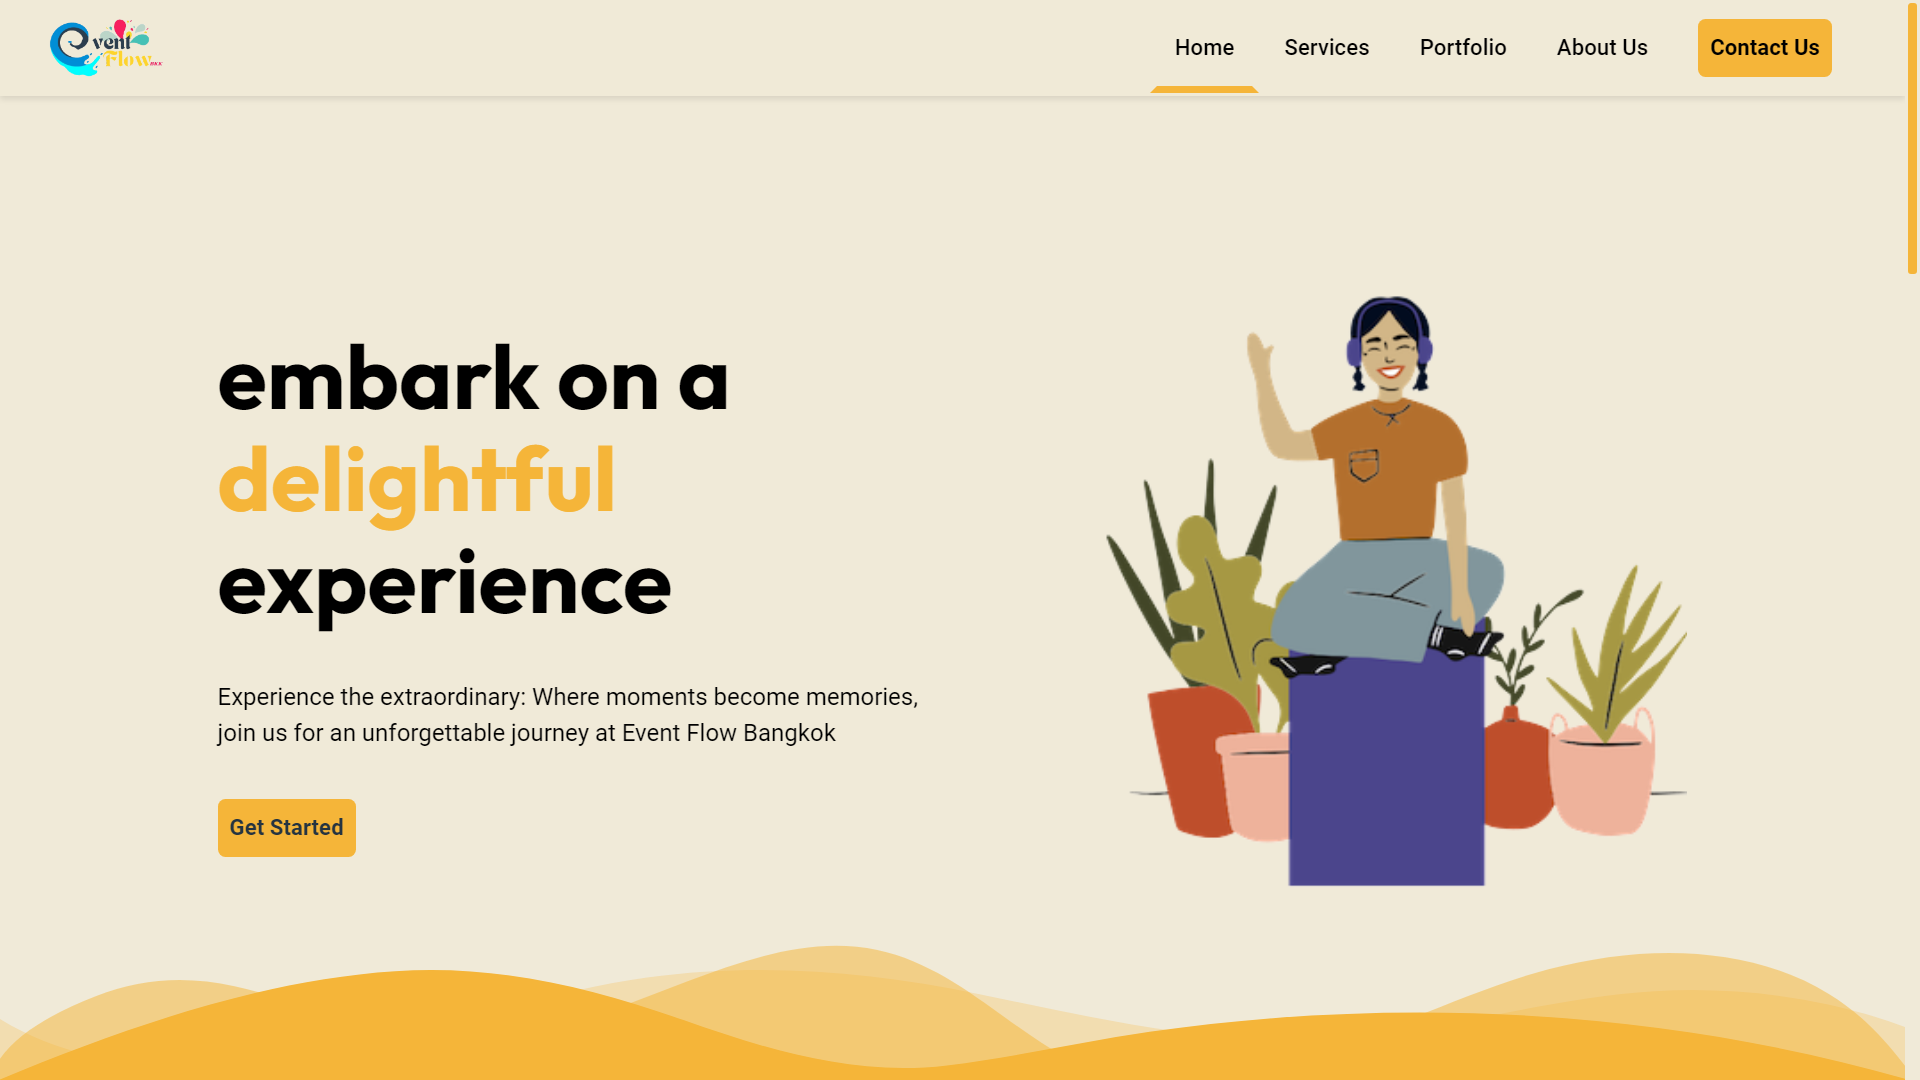 event
Flow BKK
Home
Services
Portfolio
About Us
Contact Us
embark on a
delightful
experience
Experience the extraordinary: Where moments become memories,
join us for an unforgettable journey at Event Flow Bangkok
Get Started